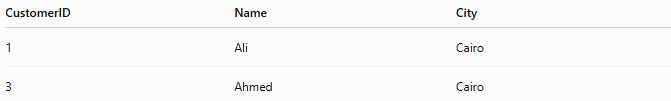 CustomerID Name City
1 Ali Cairo
3 Ahmed Cairo